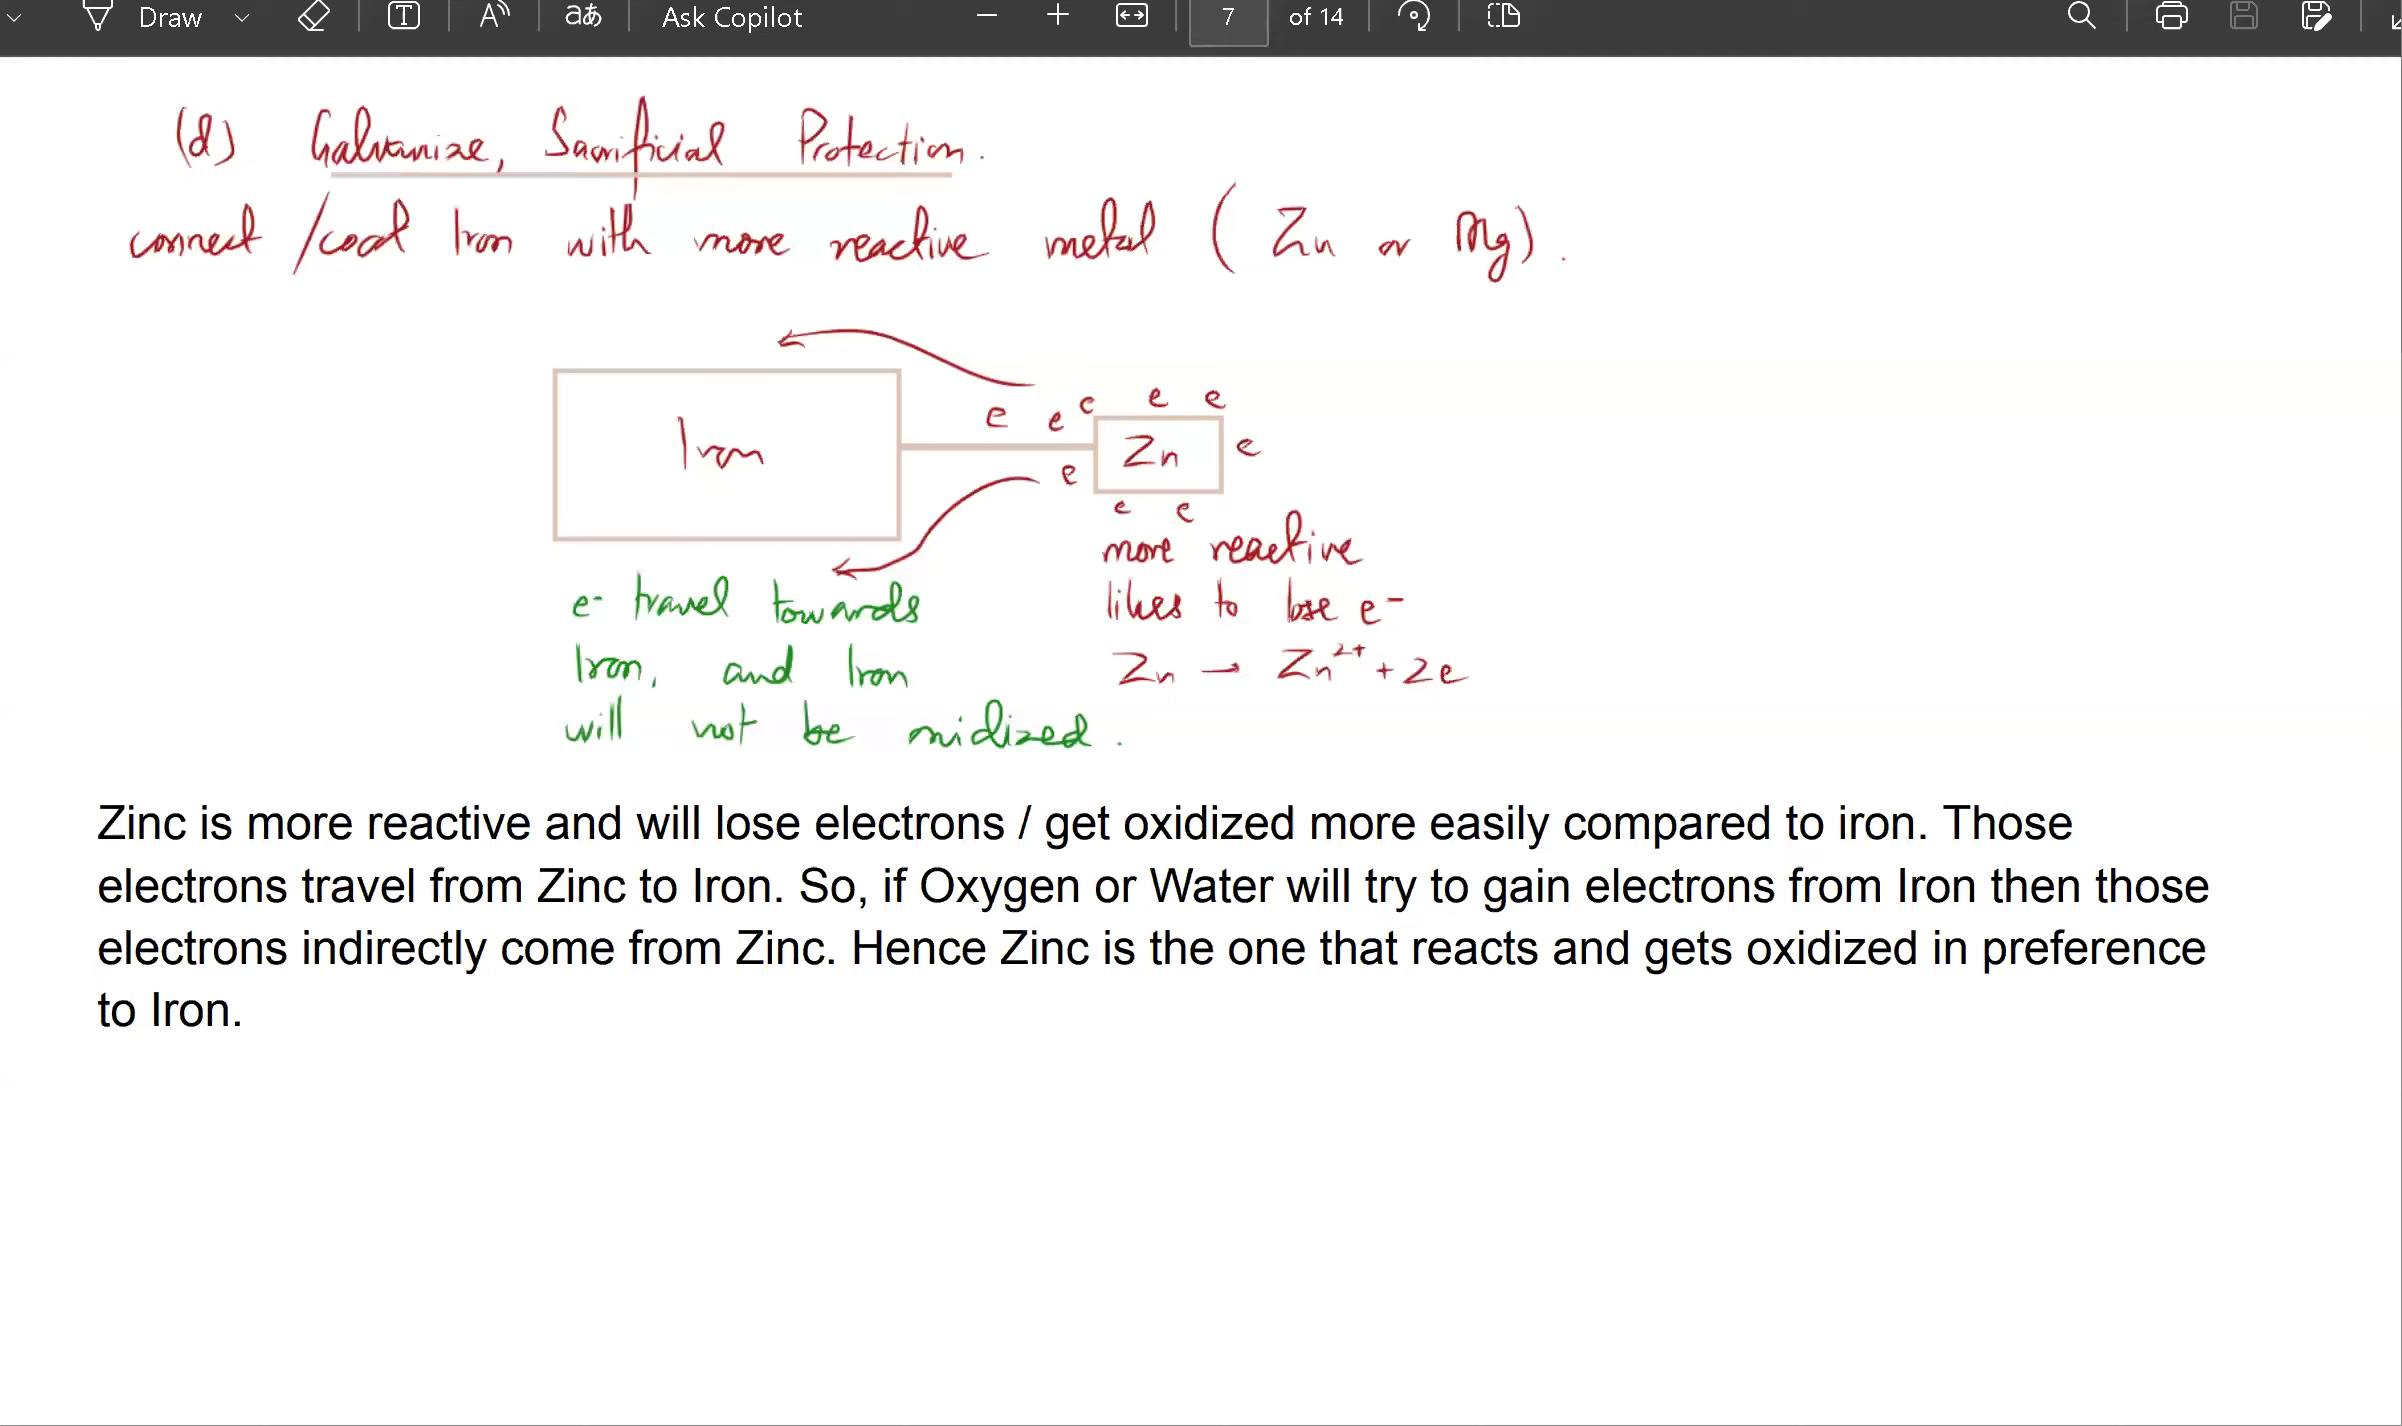 Draw
Ask Copilot
7 of 14
(d) Galvanize, Sacrificial Protection.
connect /coat Iron with more reactive metal ( Zn or Mg).
e e
e e e
Iron
Zn e
e
e e
more reactive
likes to lose e-
Zn → Zn²⁺ + 2e
e- travel towards
Iron, and Iron
will not be oxidized.
Zinc is more reactive and will lose electrons / get oxidized more easily compared to iron. Those
electrons travel from Zinc to Iron. So, if Oxygen or Water will try to gain electrons from Iron then those
electrons indirectly come from Zinc. Hence Zinc is the one that reacts and gets oxidized in preference
to Iron.